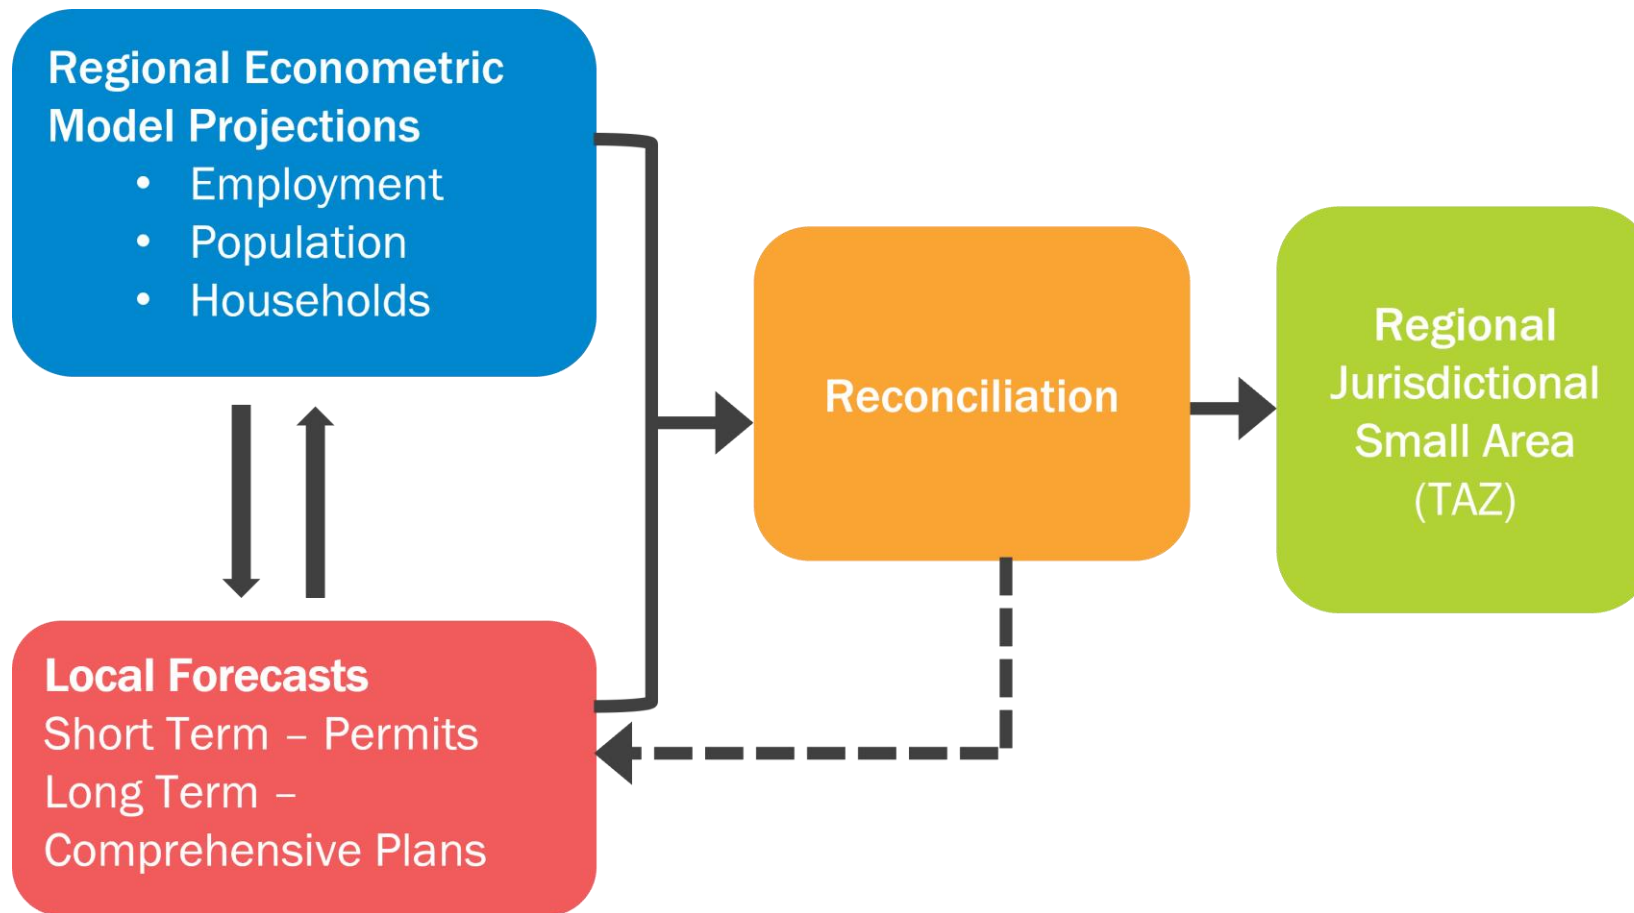 Regional Econometric
Model Projections
• Employment
• Population
• Households
Local Forecasts
Short Term – Permits
Long Term –
Comprehensive Plans
Reconciliation
Regional
Jurisdictional
Small Area
(TAZ)